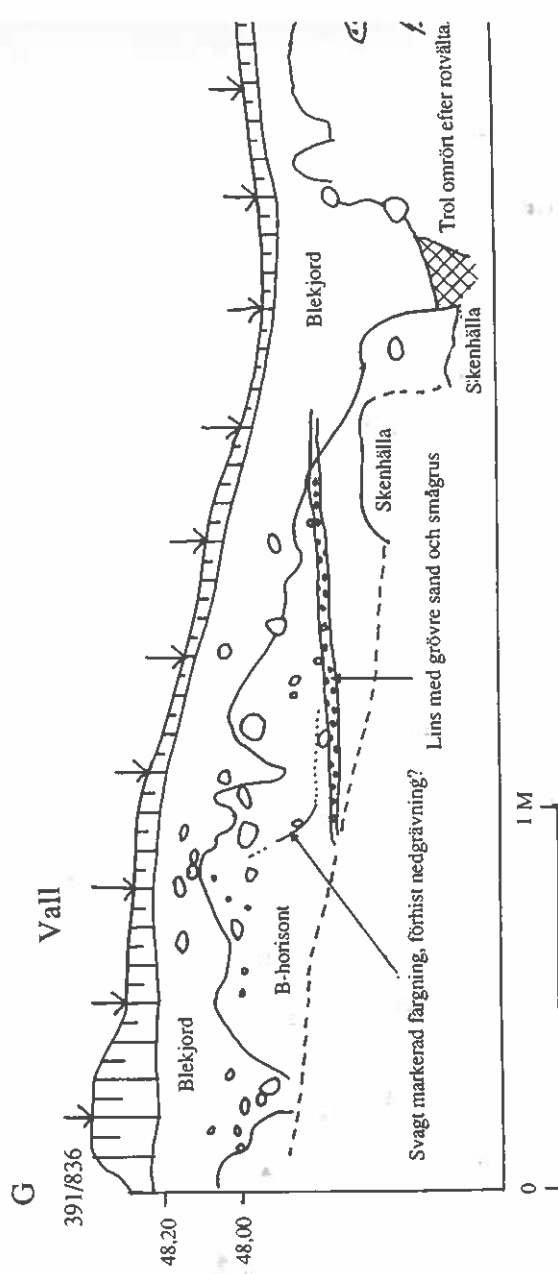 G
391/836
Vall
48,20
48,00
Blekjord
Blekjord
B-horisont
Skenhälla
Skenhälla
Trol omrört efter rotvälta.
Svagt markerad färgning, förhist nedgrävning?
Lins med grövre sand och smågrus
0
1 M